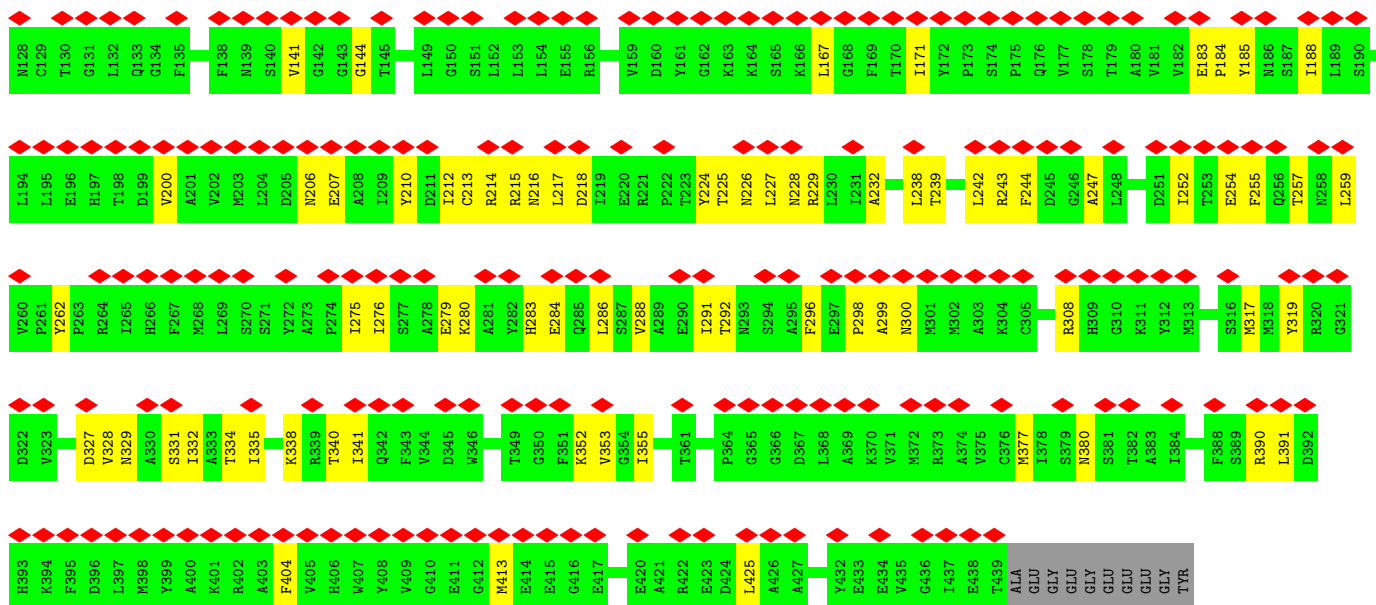 N128 C129 T130 G131 L132 Q133 G134 F135 F138 N139 S140 V141 G142 G143 G144 T145 L149 G150 S151 L152 L153 L154 E155 R156 V159 D160 Y161 G162 K163 K164 S165 K166 L167 G168 F169 T170 I171 Y172 P173 S174 P175 Q176 V177 S178 T179 A180 V181 V182 E183 P184 Y185 N186 S187 I188 L189 S190
L194 L195 E196 H197 T198 D199 V200 A201 V202 M203 L204 D205 N206 E207 A208 I209 Y210 D211 I212 C213 R214 R215 N216 L217 D218 I219 E220 R221 P222 T223 Y224 T225 N226 L227 N228 R229 L230 I231 A232 L238 T239 L242 R243 F244 D245 G246 A247 L248 D251 I252 T253 E254 F255 Q256 T257 N258 L259
V260 P261 Y262 P263 R264 I265 H266 F267 M268 L269 S270 S271 Y272 A273 P274 I275 I276 S277 A278 E279 K280 A281 Y282 H283 E284 Q285 L286 S287 V288 A289 E290 I291 T292 N293 S294 A295 F296 E297 P298 A299 N300 M301 M302 A303 K304 C305 R308 H309 G310 K311 Y312 M313 S316 M317 M318 Y319 R320 G321
D322 V323 D327 V328 N329 A330 S331 I332 A333 T334 I335 K338 R339 T340 I341 Q342 F343 V344 D345 W346 T349 G350 F351 K352 V353 G354 I355 T361 P364 G365 G366 D367 L368 A369 K370 V371 M372 R373 A374 V375 C376 M377 I378 S379 N380 S381 T382 A383 I384 F388 S389 R390 L391 D392
H393 K394 F395 D396 L397 M398 Y399 A400 K401 R402 A403 F404 V405 H406 W407 Y408 V409 G410 E411 G412 M413 E414 E415 G416 E417 E420 A421 R422 E423 D424 L425 A426 A427 Y432 E433 E434 V435 G436 I437 E438 T439 ALA GLU GLY GLU GLY GLU GLU GLU GLY TYR